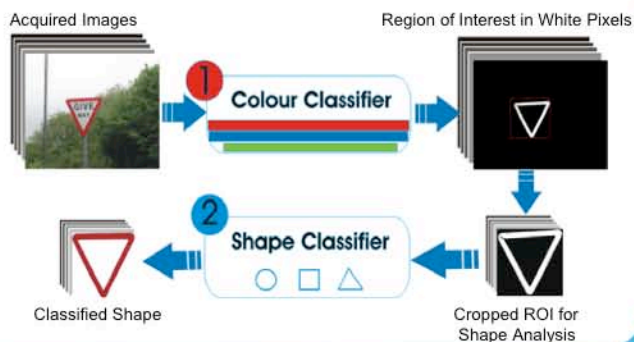 Acquired Images
Region of Interest in White Pixels
GIVE
WAY
1
Colour Classifier
2
Shape Classifier
Classified Shape
Cropped ROI for
Shape Analysis